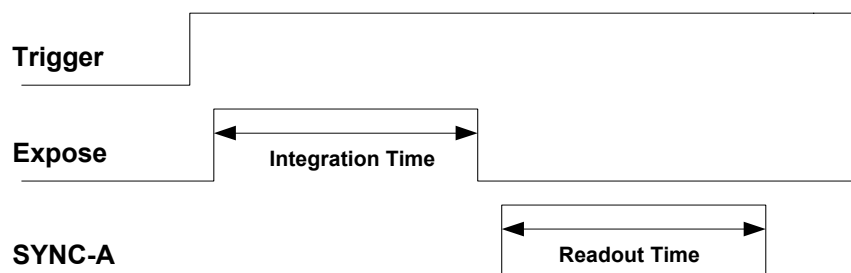 Trigger
Expose
Integration Time
SYNC-A
Readout Time